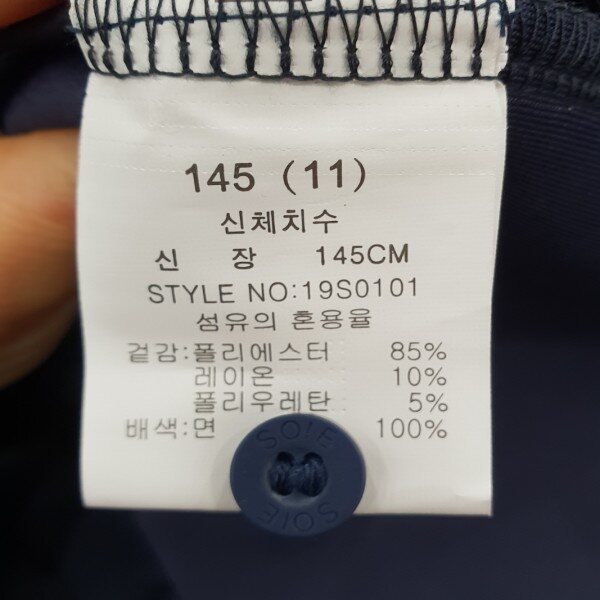 145 (11)
신체치수
신 장 145CM
STYLE NO:19S0101
섬유의 혼용율
겉감:폴리에스터 85%
레이온 10%
폴리우레탄 5%
배색:면 100%
SO!E
SO!E